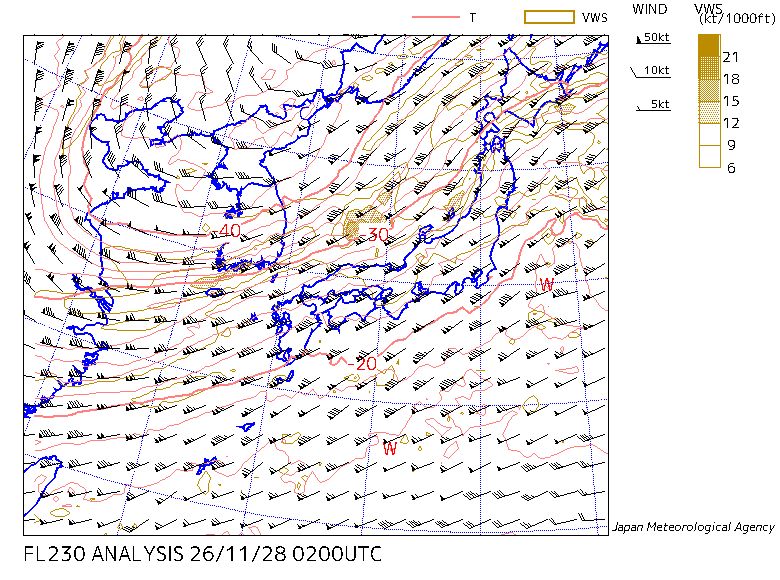 T
VWS
WIND
50kt
10kt
5kt
VWS
(kt/1000ft)
21
18
15
12
9
6
-40
-30
W
-20
W
Japan Meteorological Agency
FL230 ANALYSIS 26/11/28 0200UTC